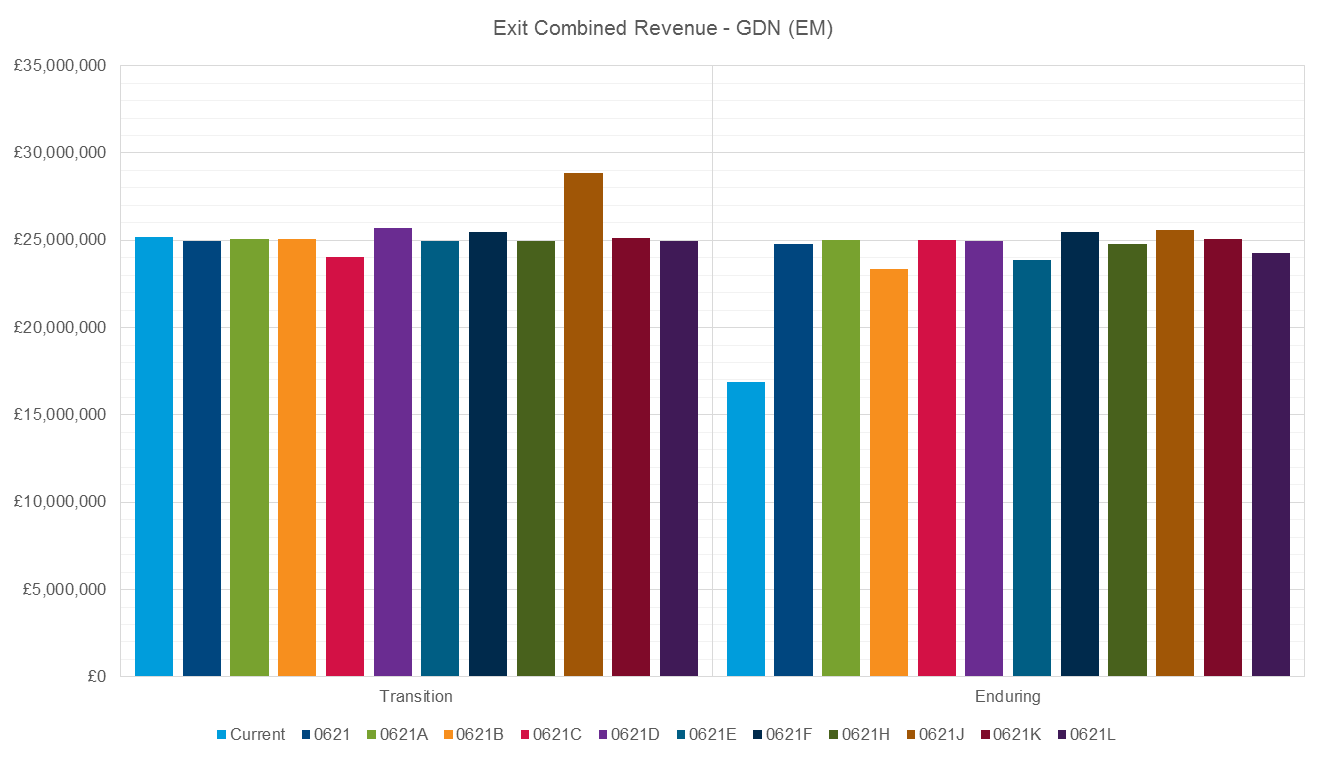 Exit Combined Revenue - GDN (EM)
£35,000,000
£30,000,000
£25,000,000
£20,000,000
£15,000,000
£10,000,000
£5,000,000
£0
Transition Enduring
Current 0621 0621A 0621B 0621C 0621D 0621E 0621F 0621H 0621J 0621K 0621L